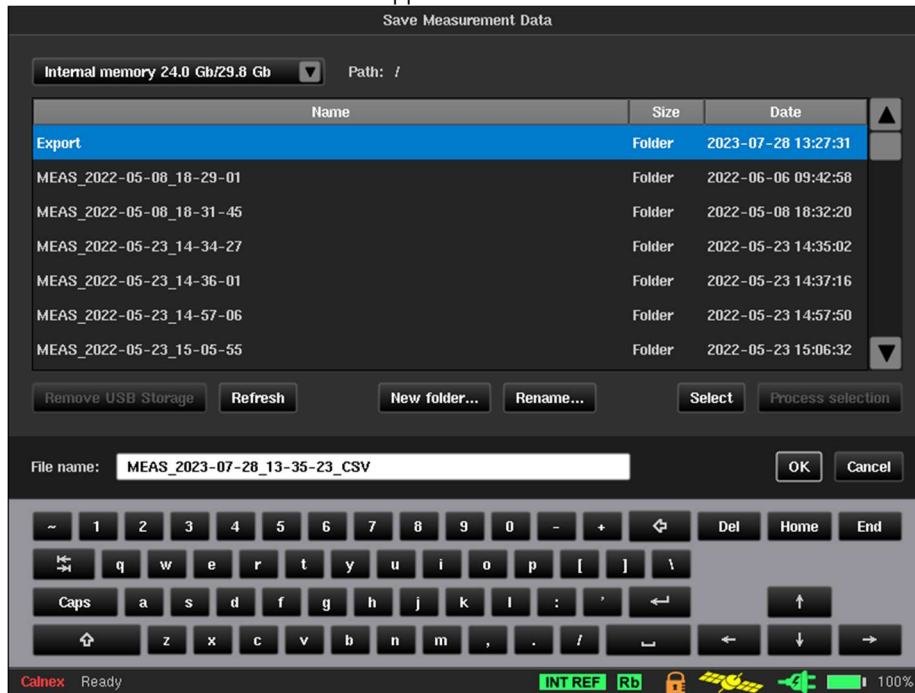 Save Measurement Data
Internal memory 24.0 Gb/29.8 Gb Path: /
Name Size Date
Export Folder 2023-07-28 13:27:31
MEAS_2022-05-08_18-29-01 Folder 2022-06-06 09:42:58
MEAS_2022-05-08_18-31-45 Folder 2022-05-08 18:32:20
MEAS_2022-05-23_14-34-27 Folder 2022-05-23 14:35:02
MEAS_2022-05-23_14-36-01 Folder 2022-05-23 14:37:16
MEAS_2022-05-23_14-57-06 Folder 2022-05-23 14:57:50
MEAS_2022-05-23_15-05-55 Folder 2022-05-23 15:06:32
Remove USB Storage Refresh New folder... Rename... Select Process selection
File name: MEAS_2023-07-28_13-35-23_CSV OK Cancel
~ 1 2 3 4 5 6 7 8 9 0 - + Del Home End
q w e r t y u i o p [ ] \
Caps a s d f g h j k l : '
z x c v b n m , . /
Calnex Ready INT REF Rb 100%